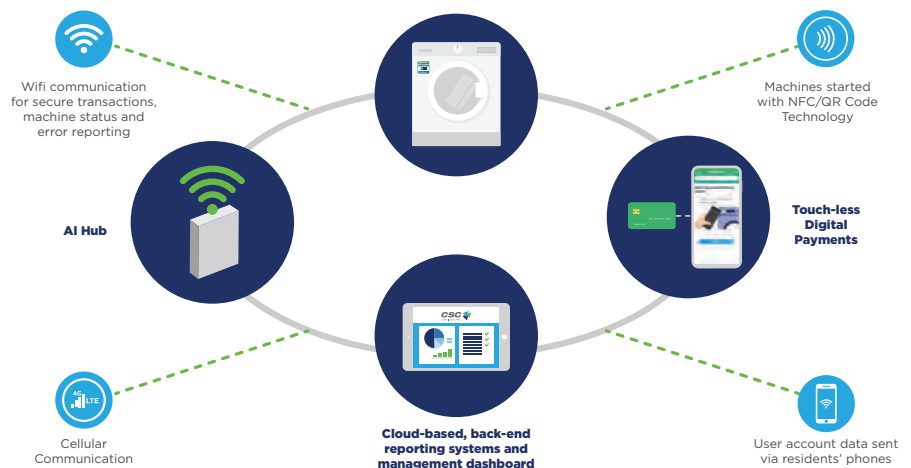 Wifi communication
for secure transactions,
machine status and
error reporting
Machines started
with NFC/QR Code
Technology
AI Hub
Touch-less
Digital
Payments
CSC
4G
LTE
Cellular
Communication
Cloud-based, back-end
reporting systems and
management dashboard
User account data sent
via residents' phones